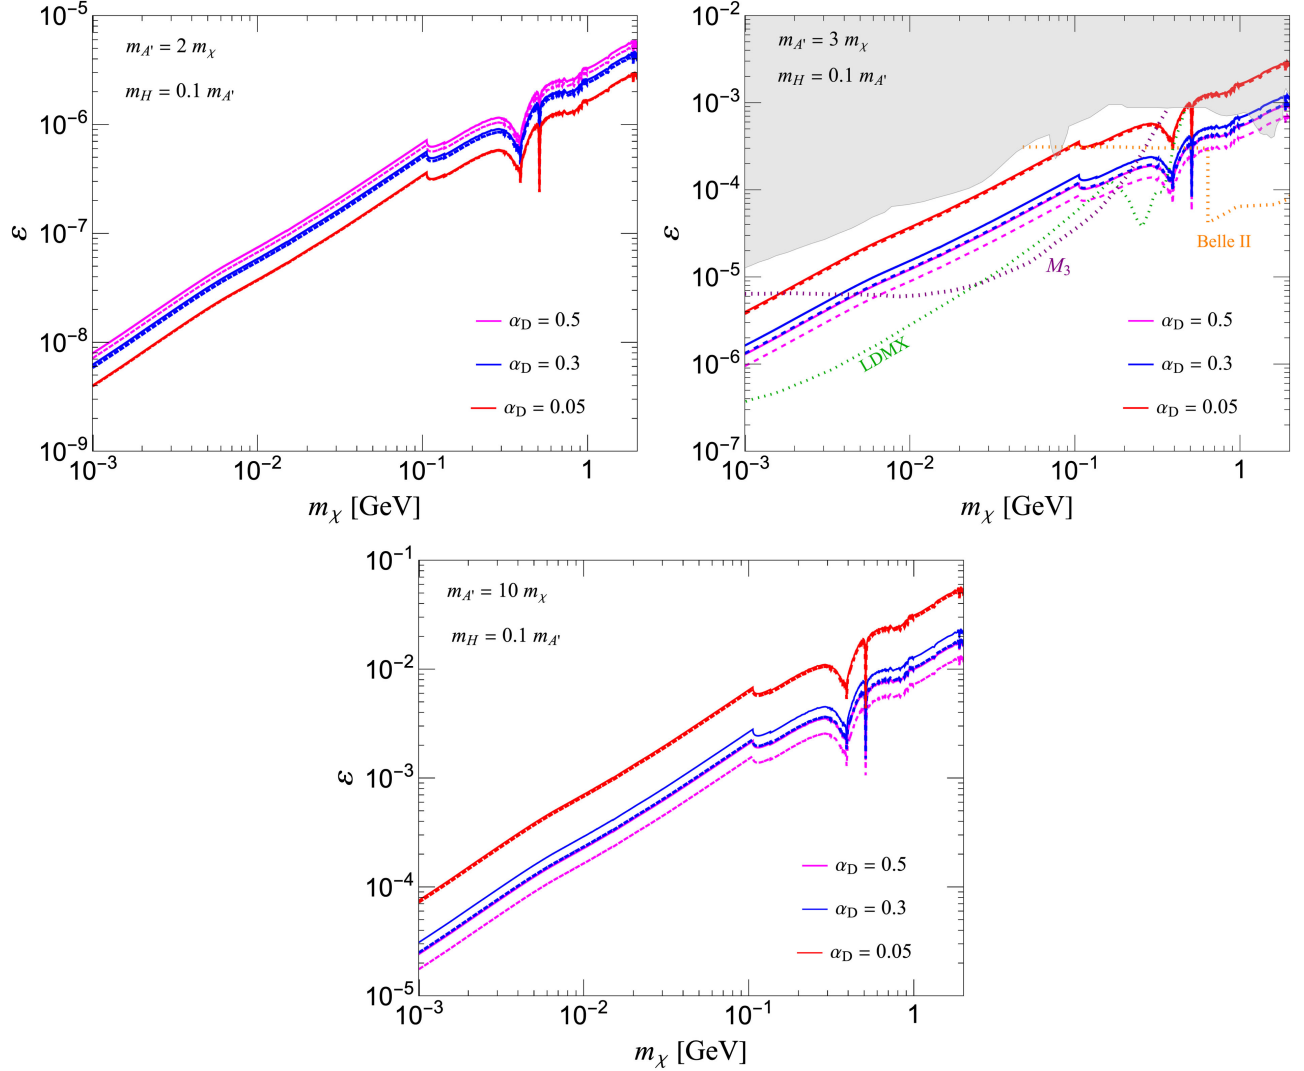 m_A' = 2 m_χ
m_H = 0.1 m_A'
10^-5
10^-6
10^-7
10^-8
10^-9
ε
α_D = 0.5
α_D = 0.3
α_D = 0.05
10^-3
10^-2
10^-1
1
m_χ [GeV]
m_A' = 3 m_χ
m_H = 0.1 m_A'
10^-2
10^-3
10^-4
10^-5
10^-6
10^-7
ε
Belle II
M_3
LDMX
α_D = 0.5
α_D = 0.3
α_D = 0.05
10^-3
10^-2
10^-1
1
m_χ [GeV]
m_A' = 10 m_χ
m_H = 0.1 m_A'
10^-1
10^-2
10^-3
10^-4
10^-5
ε
α_D = 0.5
α_D = 0.3
α_D = 0.05
10^-3
10^-2
10^-1
1
m_χ [GeV]